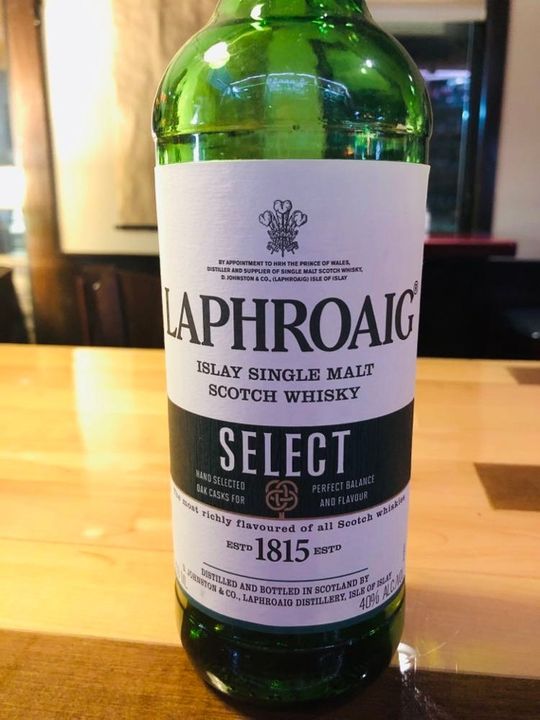 BY APPOINTMENT TO HRH THE PRINCE OF WALES,
DISTILLER AND SUPPLIER OF SINGLE MALT SCOTCH WHISKY,
D. JOHNSTON & CO., (LAPHROAIG) ISLE OF ISLAY
LAPHROAIG®
ISLAY SINGLE MALT
SCOTCH WHISKY
SELECT
HAND SELECTED
OAK CASKS FOR
PERFECT BALANCE
AND FLAVOUR
The most richly flavoured of all Scotch whiskies
ESTD 1815 ESTD
DISTILLED AND BOTTLED IN SCOTLAND BY
D. JOHNSTON & CO., LAPHROAIG DISTILLERY, ISLE OF ISLAY
40% ALC.